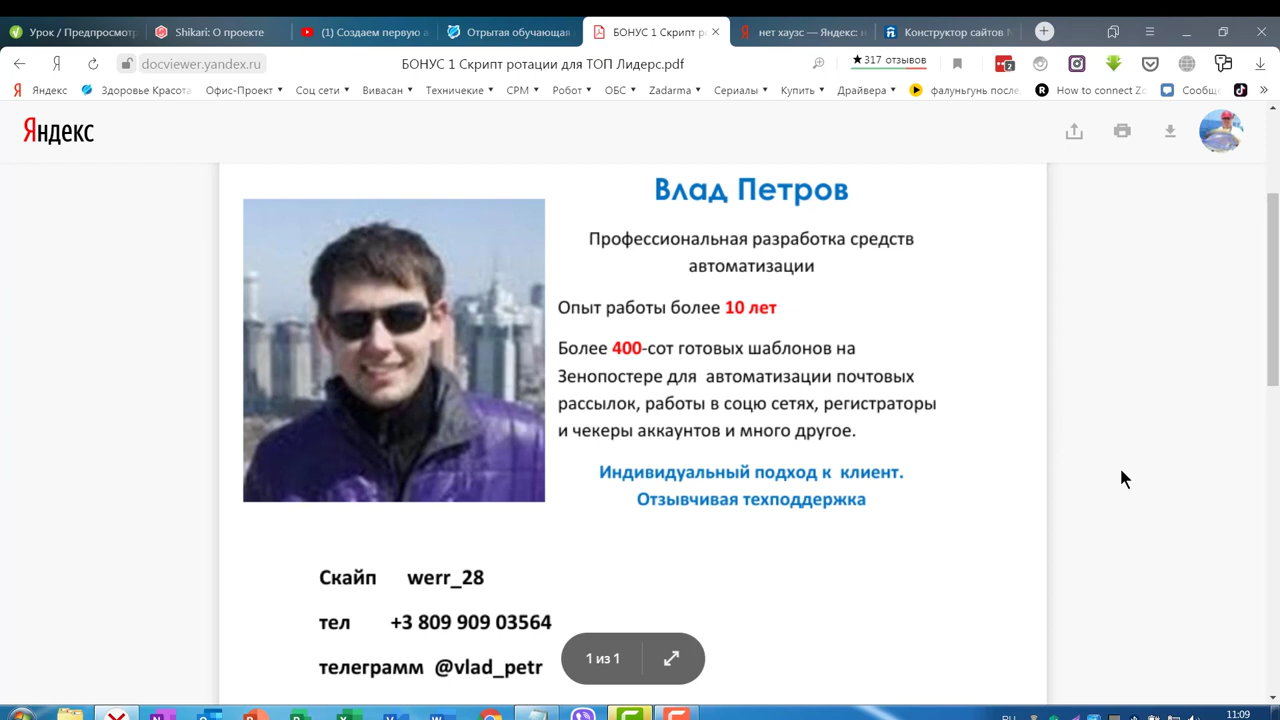 Урок / Предпросмотр
Shikari: О проекте
(1) Создаем первую а
Отрытая обучающая
БОНУС 1 Скрипт ро
нет хаузс — Яндекс: н
Конструктор сайтов
docviewer.yandex.ru
БОНУС 1 Скрипт ротации для ТОП Лидерс.pdf
★317 отзывов
Яндекс
Здоровье Красота
Офис-Проект
Соц сети
Вивасан
Техничекие
СРМ
Робот
ОБС
Zadarma
Сериалы
Купить
Драйвера
фалуньгунь после
How to connect Zo
Сообщ
Яндекс
Влад Петров
Профессиональная разработка средств
автоматизации
Опыт работы более 10 лет
Более 400-сот готовых шаблонов на
Зенопостере для автоматизации почтовых
рассылок, работы в соцю сетях, регистраторы
и чекеры аккаунтов и много другое.
Индивидуальный подход к клиент.
Отзывчивая техподдержка
Скайп werr_28
тел +3 809 909 03564
телеграмм @vlad_petr
1 из 1
11:09